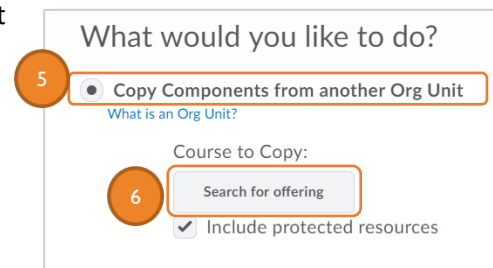 t
What would you like to do?
5
Copy Components from another Org Unit
What is an Org Unit?
Course to Copy:
6
Search for offering
Include protected resources